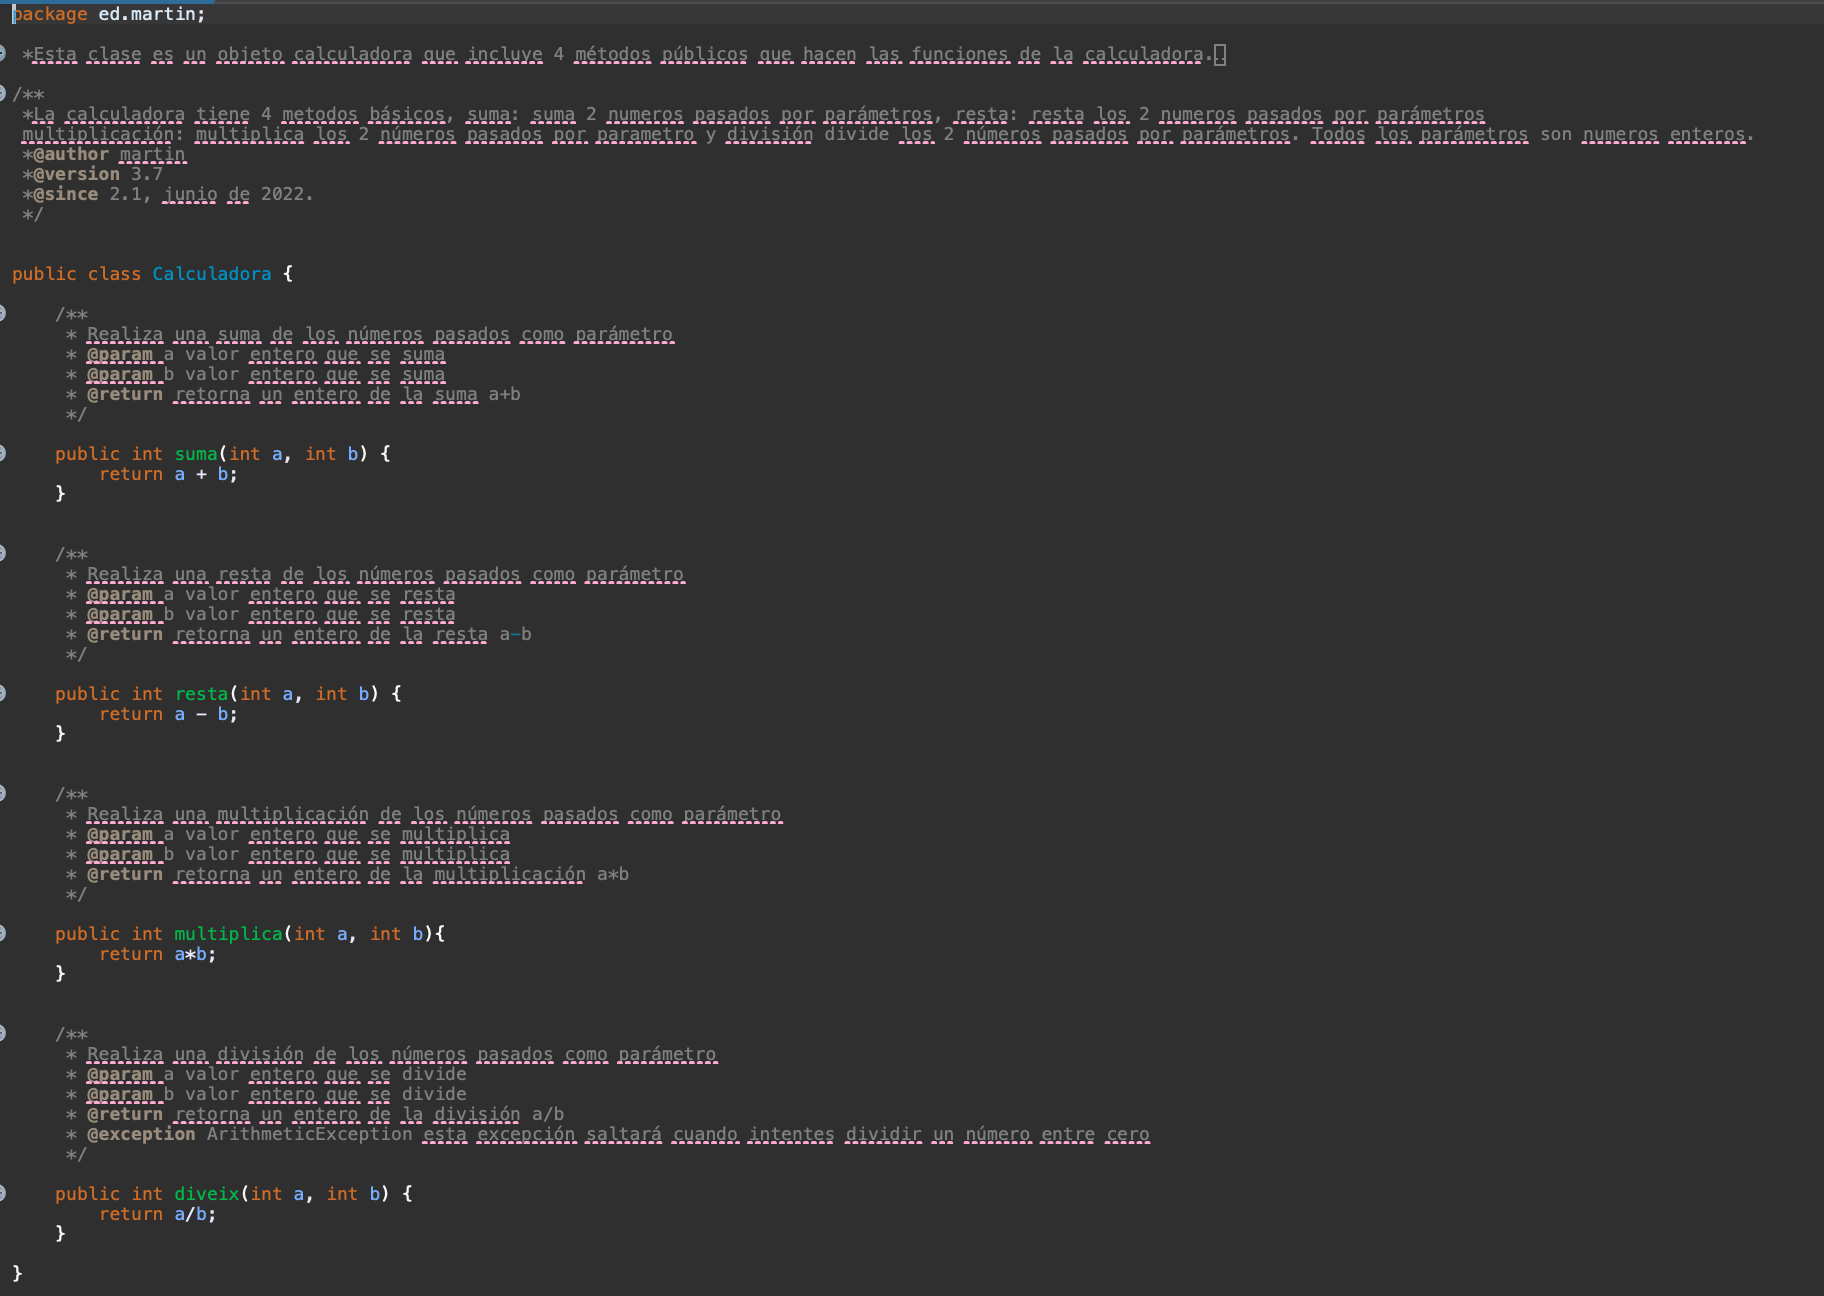 package ed.martin;
*Esta clase es un objeto calculadora que incluye 4 métodos públicos que hacen las funciones de la calculadora.
/**
*La calculadora tiene 4 metodos básicos, suma: suma 2 numeros pasados por parámetros, resta: resta los 2 numeros pasados por parámetros
multiplicación: multiplica los 2 números pasados por parametro y división divide los 2 números pasados por parámetros. Todos los parámetros son numeros enteros.
*@author martin
*@version 3.7
*@since 2.1, junio de 2022.
*/
public class Calculadora {
/**
* Realiza una suma de los números pasados como parámetro
* @param a valor entero que se suma
* @param b valor entero que se suma
* @return retorna un entero de la suma a+b
*/
public int suma(int a, int b) {
return a + b;
}
/**
* Realiza una resta de los números pasados como parámetro
* @param a valor entero que se resta
* @param b valor entero que se resta
* @return retorna un entero de la resta a-b
*/
public int resta(int a, int b) {
return a - b;
}
/**
* Realiza una multiplicación de los números pasados como parámetro
* @param a valor entero que se multiplica
* @param b valor entero que se multiplica
* @return retorna un entero de la multiplicación a*b
*/
public int multiplica(int a, int b){
return a*b;
}
/**
* Realiza una división de los números pasados como parámetro
* @param a valor entero que se divide
* @param b valor entero que se divide
* @return retorna un entero de la división a/b
* @exception ArithmeticException esta excepción saltará cuando intentes dividir un número entre cero
*/
public int diveix(int a, int b) {
return a/b;
}
}